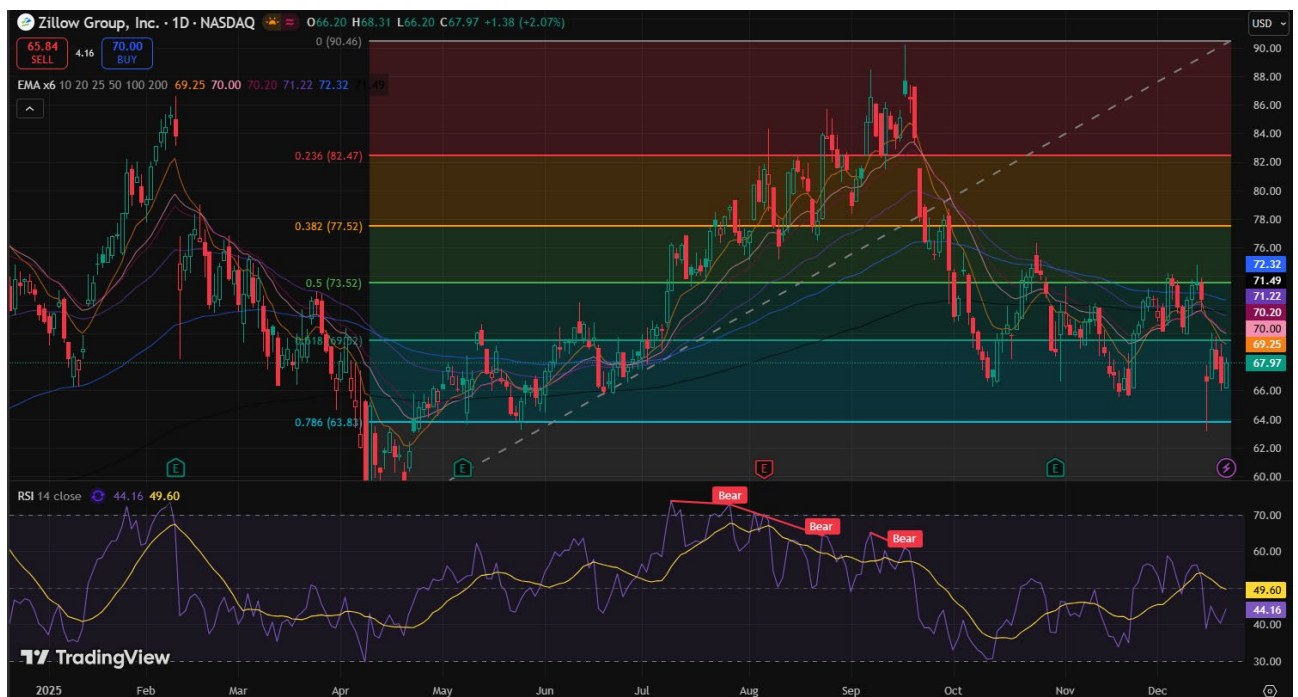 Zillow Group, Inc. · 1D · NASDAQ O66.20 H68.31 L66.20 C67.97 +1.38 (+2.07%)
USD
65.84
SELL
4.16
70.00
BUY
EMA x6 10 20 25 50 100 200 69.25 70.00 70.20 71.22 72.32 71.49
0 (90.46)
0.236 (82.47)
0.382 (77.52)
0.5 (73.52)
0.618 (69.52)
0.786 (63.83)
90.00
88.00
86.00
84.00
82.00
80.00
78.00
76.00
72.32
71.49
71.22
70.20
70.00
69.25
67.97
66.00
64.00
62.00
60.00
E
E
E
E
RSI 14 close 44.16 49.60
Bear
Bear
Bear
70.00
60.00
49.60
44.16
40.00
30.00
TradingView
2025 Feb Mar Apr May Jun Jul Aug Sep Oct Nov Dec